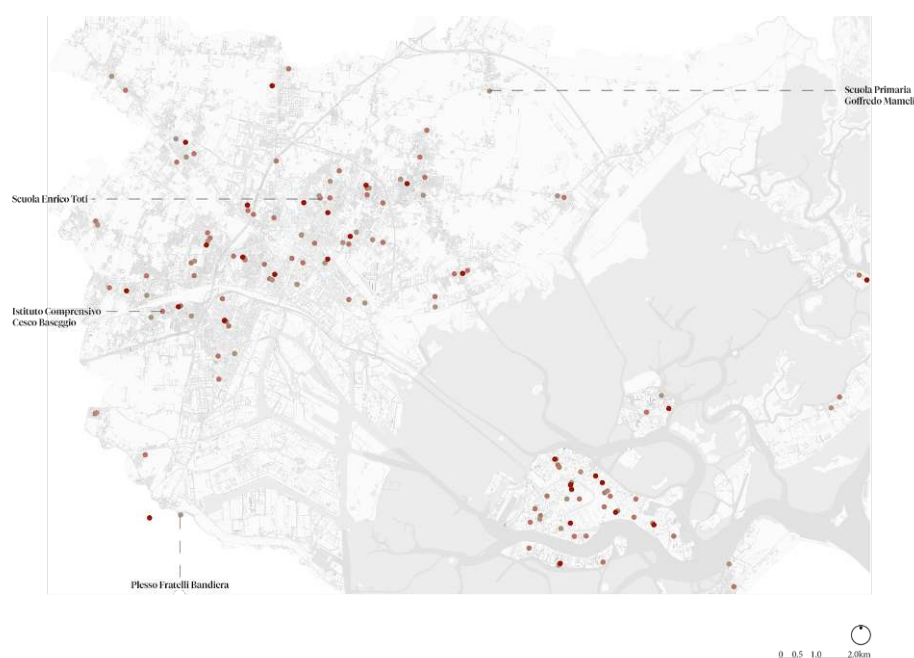 Scuola Primaria
Goffredo Mameli
Scuola Enrico Toti
Istituto Comprensivo
Cesco Baseggio
Plesso Fratelli Bandiera
0 0.5 1.0 2.0km